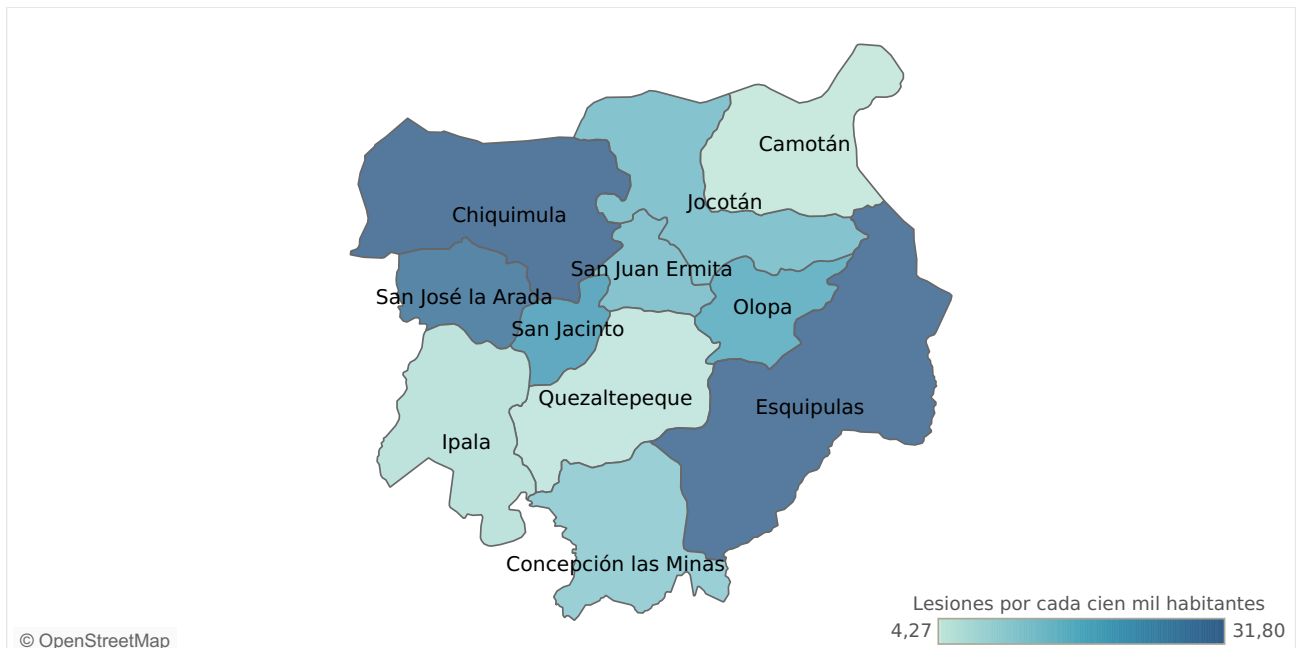 Camotán
Jocotán
Chiquimula
San Juan Ermita
San José la Arada
Olopa
San Jacinto
Quezaltepeque
Esquipulas
Ipala
Concepción las Minas
Lesiones por cada cien mil habitantes
4,27
31,80
© OpenStreetMap